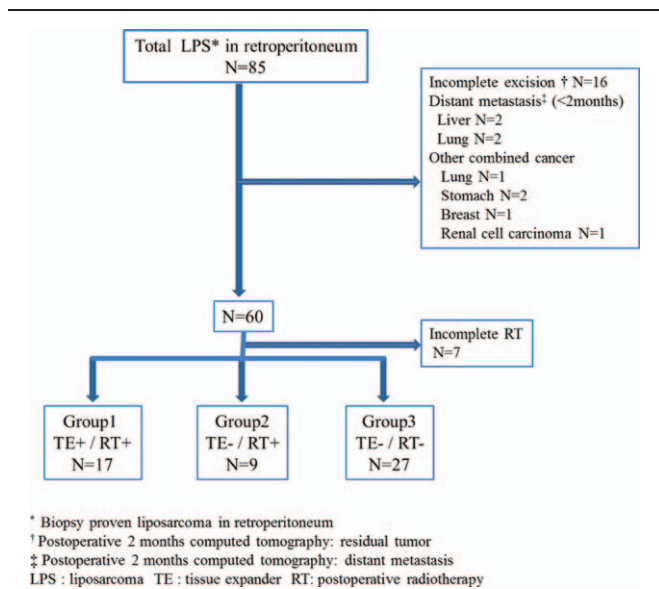 Total LPS* in retroperitoneum
N=85
Incomplete excision † N=16
Distant metastasis‡ (<2months)
Liver N=2
Lung N=2
Other combined cancer
Lung N=1
Stomach N=2
Breast N=1
Renal cell carcinoma N=1
N=60
Incomplete RT
N=7
Group1
TE+ / RT+
N=17
Group2
TE- / RT+
N=9
Group3
TE- / RT-
N=27
* Biopsy proven liposarcoma in retroperitoneum
† Postoperative 2 months computed tomography: residual tumor
‡ Postoperative 2 months computed tomography: distant metastasis
LPS : liposarcoma TE : tissue expander RT: postoperative radiotherapy